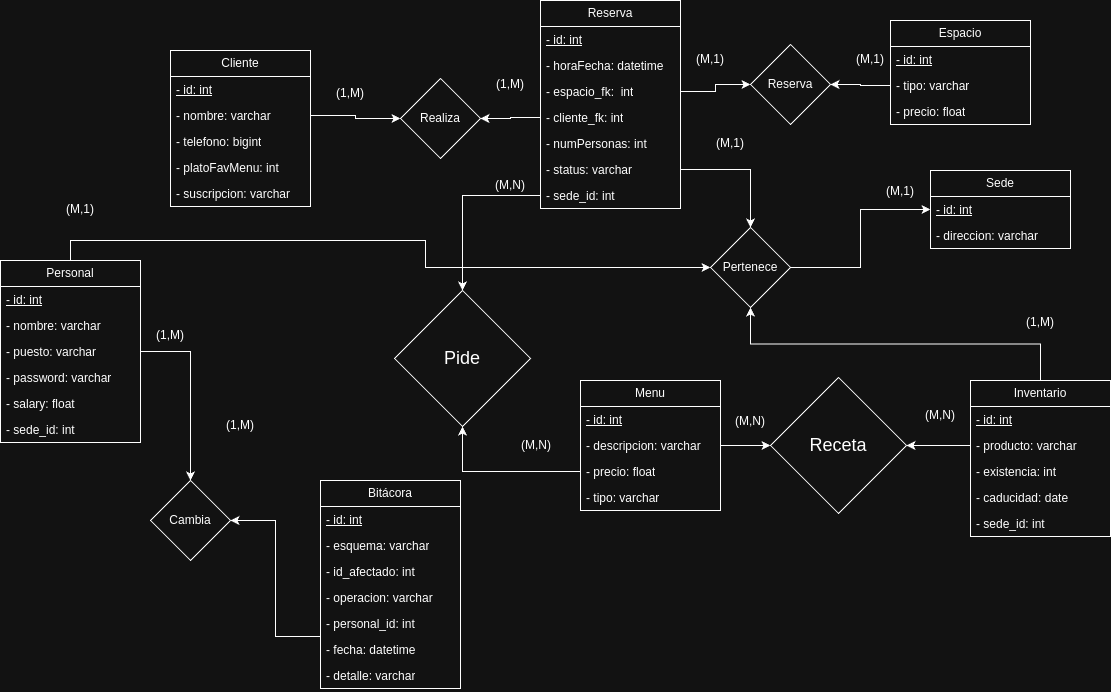 Reserva
- id: int
- horaFecha: datetime
- espacio_fk:  int
- cliente_fk: int
- numPersonas: int
- status: varchar
- sede_id: int
Espacio
- id: int
- tipo: varchar
- precio: float
Cliente
- id: int
- nombre: varchar
- telefono: bigint
- platoFavMenu: int
- suscripcion: varchar
(1,M)
Realiza
(1,M)
(M,1)
Reserva
(M,1)
(M,N)
(M,1)
Sede
- id: int
- direccion: varchar
(M,1)
(M,1)
Pertenece
Personal
- id: int
- nombre: varchar
- puesto: varchar
- password: varchar
- salary: float
- sede_id: int
(1,M)
(1,M)
Pide
(1,M)
Menu
- id: int
- descripcion: varchar
- precio: float
- tipo: varchar
(M,N)
(M,N)
Receta
(M,N)
Inventario
- id: int
- producto: varchar
- existencia: int
- caducidad: date
- sede_id: int
Cambia
Bitácora
- id: int
- esquema: varchar
- id_afectado: int
- operacion: varchar
- personal_id: int
- fecha: datetime
- detalle: varchar